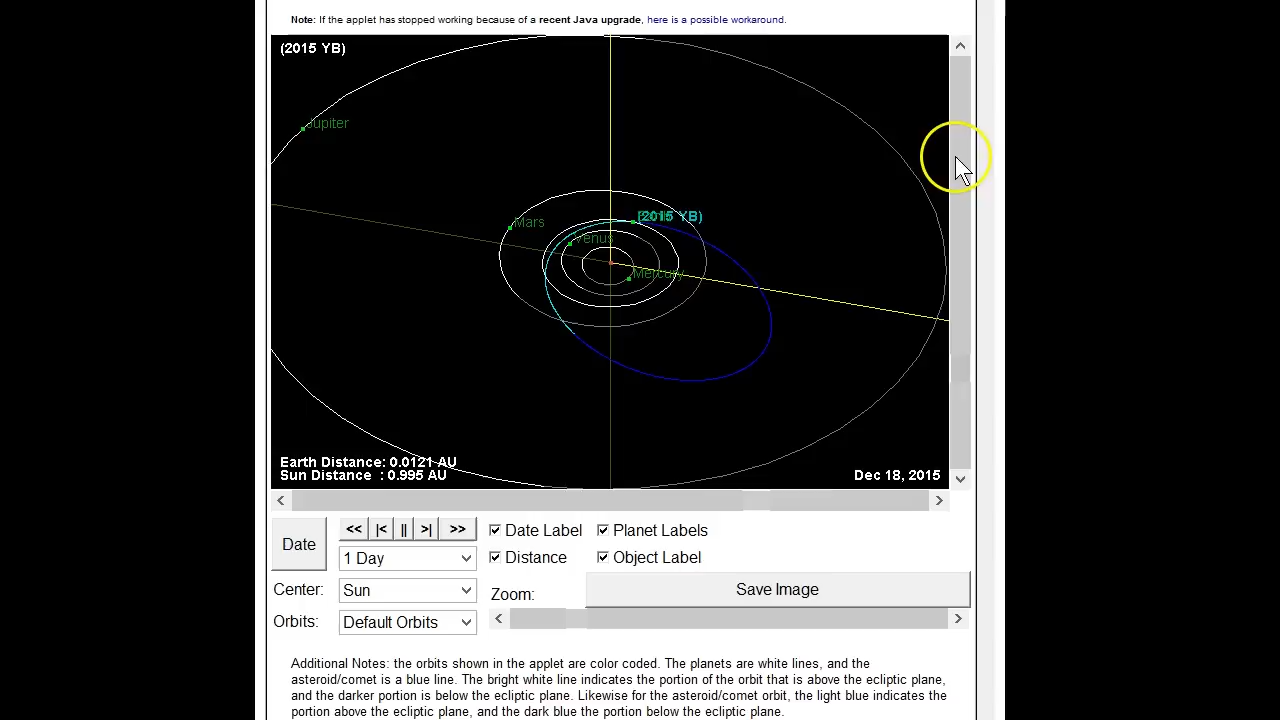 Note: If the applet has stopped working because of a recent Java upgrade, here is a possible workaround.
(2015 YB)
Jupiter
(2015 YB)
Mars
Venus
Mercury
Earth Distance: 0.0121 AU
Sun Distance : 0.995 AU
Dec 18, 2015
Date
<< |< || >| >>
Date Label
Planet Labels
1 Day
Distance
Object Label
Center: Sun
Zoom:
Save Image
Orbits: Default Orbits
Additional Notes: the orbits shown in the applet are color coded. The planets are white lines, and the
asteroid/comet is a blue line. The bright white line indicates the portion of the orbit that is above the ecliptic plane,
and the darker portion is below the ecliptic plane. Likewise for the asteroid/comet orbit, the light blue indicates the
portion above the ecliptic plane, and the dark blue the portion below the ecliptic plane.